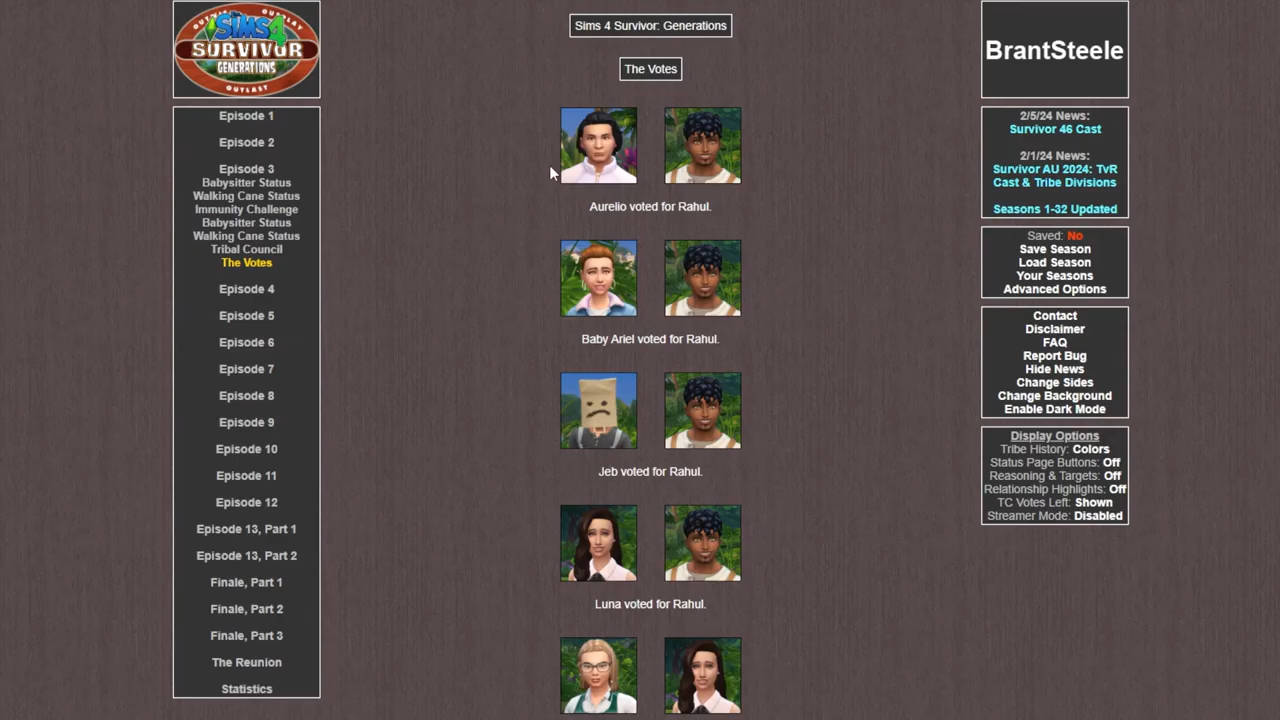 OUTWIT OUTPLAY
THE SIMS 4
SURVIVOR
GENERATIONS
OUTLAST
Episode 1
Episode 2
Episode 3
Babysitter Status
Walking Cane Status
Immunity Challenge
Babysitter Status
Walking Cane Status
Tribal Council
The Votes
Episode 4
Episode 5
Episode 6
Episode 7
Episode 8
Episode 9
Episode 10
Episode 11
Episode 12
Episode 13, Part 1
Episode 13, Part 2
Finale, Part 1
Finale, Part 2
Finale, Part 3
The Reunion
Statistics
Sims 4 Survivor: Generations
The Votes
Aurelio voted for Rahul.
Baby Ariel voted for Rahul.
Jeb voted for Rahul.
Luna voted for Rahul.
BrantSteele
2/5/24 News:
Survivor 46 Cast
2/1/24 News:
Survivor AU 2024: TvR
Cast & Tribe Divisions
Seasons 1-32 Updated
Saved: No
Save Season
Load Season
Your Seasons
Advanced Options
Contact
Disclaimer
FAQ
Report Bug
Hide News
Change Sides
Change Background
Enable Dark Mode
Display Options
Tribe History: Colors
Status Page Buttons: Off
Reasoning & Targets: Off
Relationship Highlights: Off
TC Votes Left: Shown
Streamer Mode: Disabled